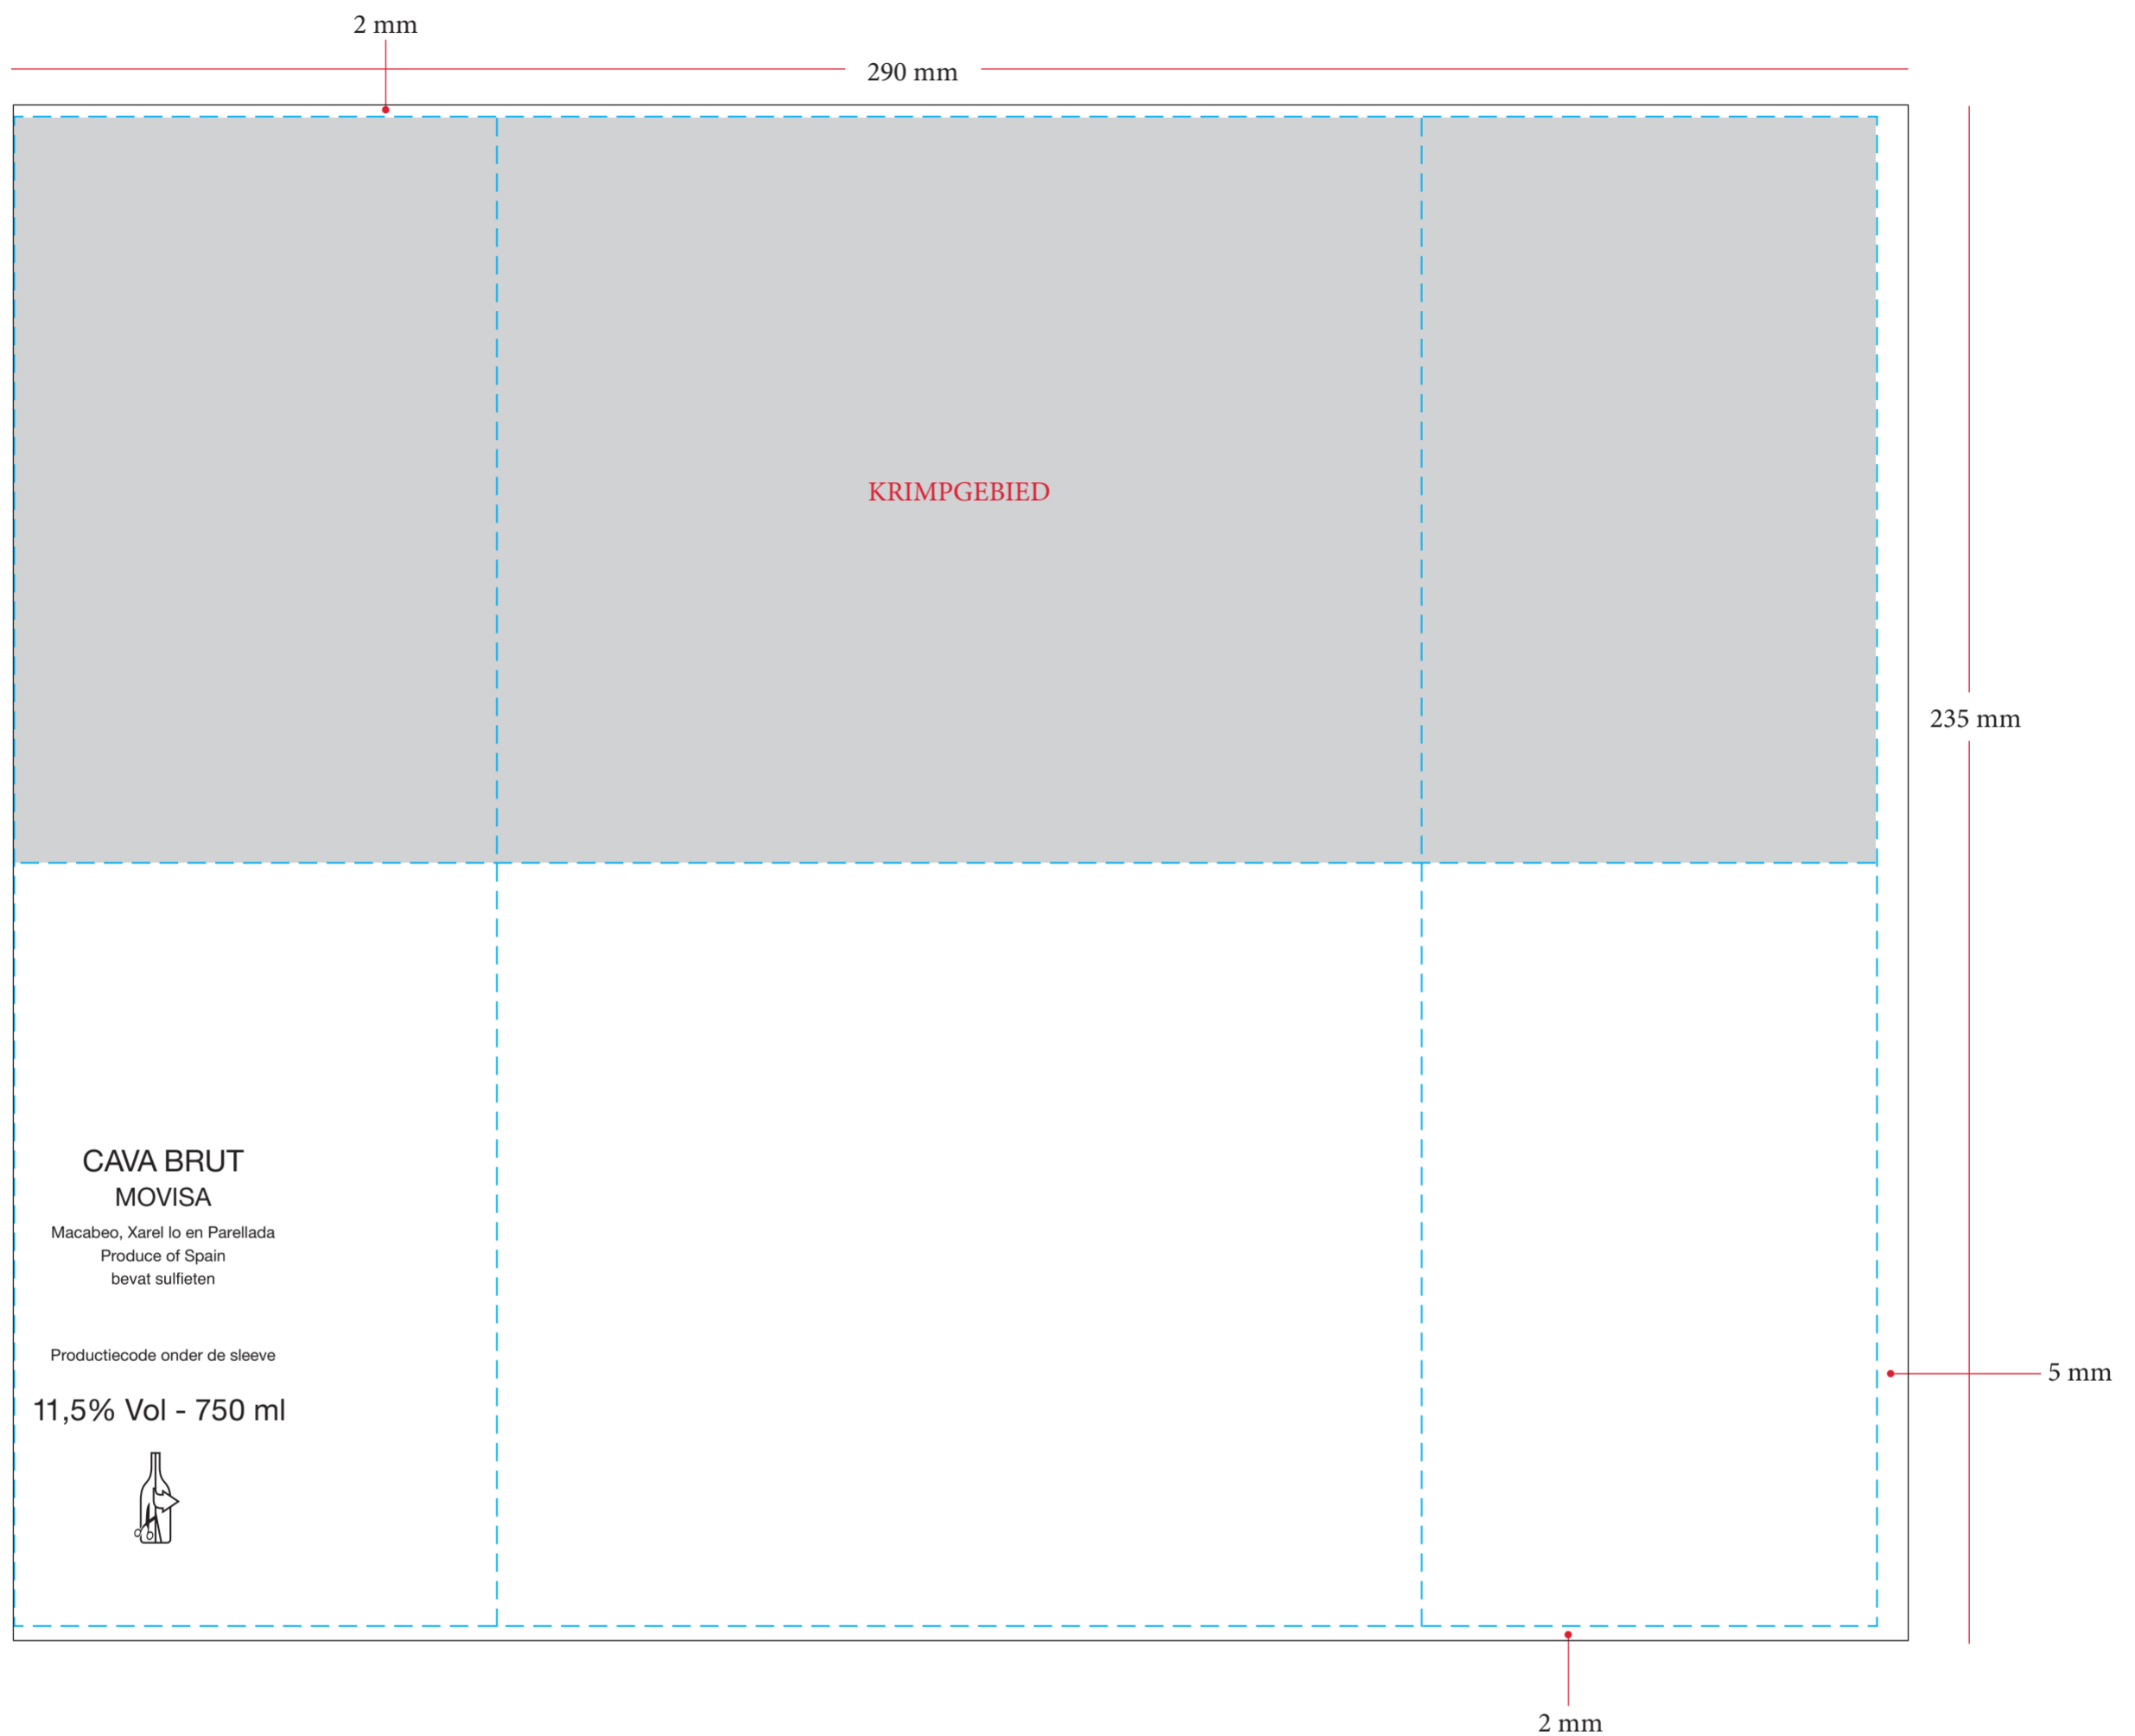 2 mm
290 mm
KRIMPGEBIED
235 mm
CAVA BRUT
MOVISA
Macabeo, Xarel lo en Parellada
Produce of Spain
bevat sulfieten
Productiecode onder de sleeve
5 mm
11,5% Vol - 750 ml
2 mm